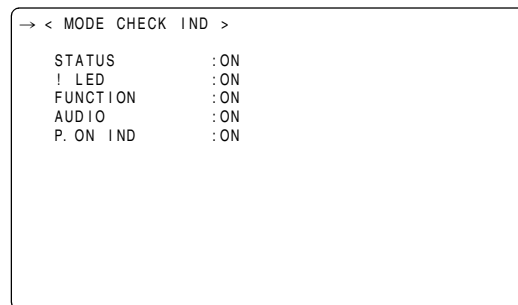 → < MODE CHECK IND >
STATUS :ON
! LED :ON
FUNCTION :ON
AUDIO :ON
P. ON IND :ON